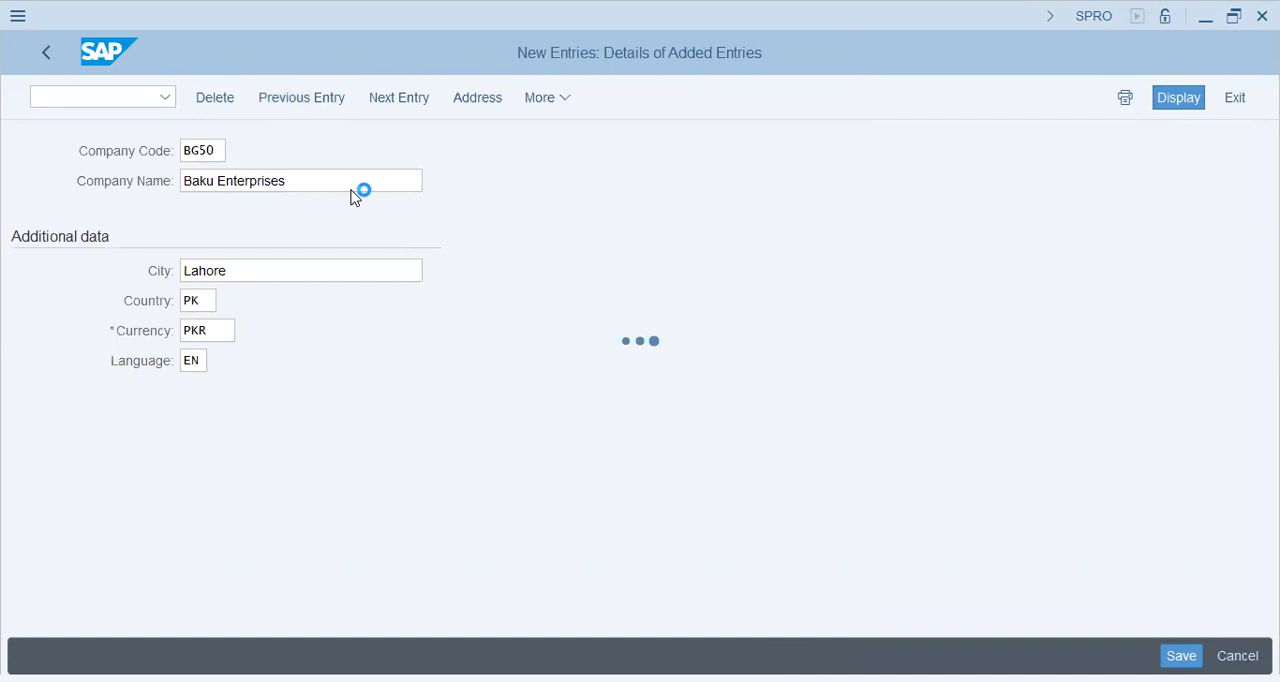 SPRO
SAP
New Entries: Details of Added Entries
Delete Previous Entry Next Entry Address More Display Exit
Company Code: BG50
Company Name: Baku Enterprises
Additional data
City: Lahore
Country: PK
*Currency: PKR
Language: EN
Save Cancel